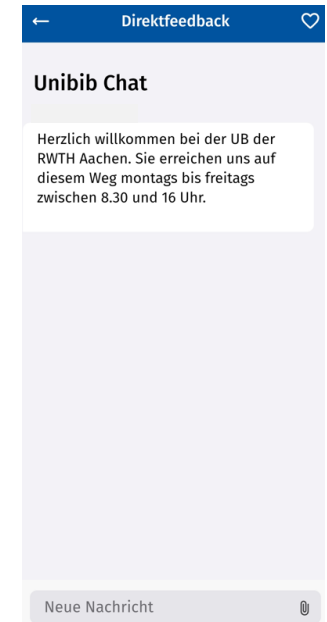 Direktfeedback
Unibib Chat
Herzlich willkommen bei der UB der
RWTH Aachen. Sie erreichen uns auf
diesem Weg montags bis freitags
zwischen 8.30 und 16 Uhr.
Neue Nachricht